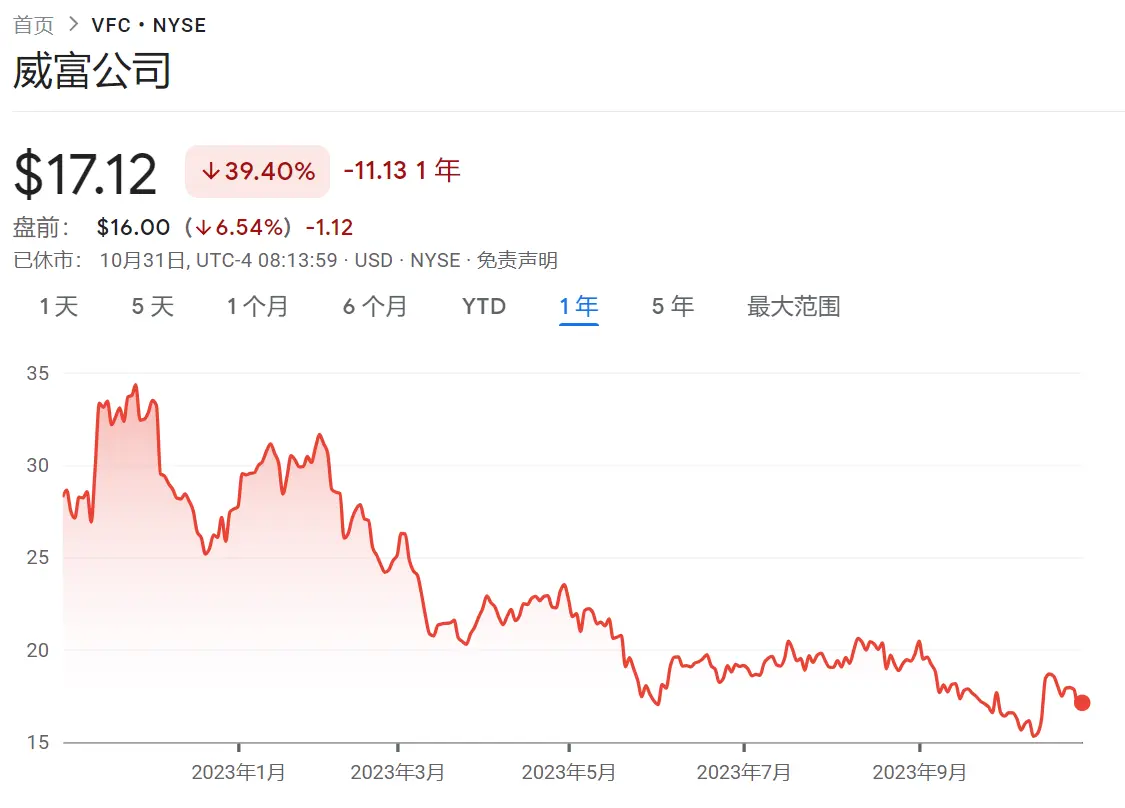 首页 > VFC • NYSE
威富公司
$17.12 ↓39.40% -11.13 1 年
盘前： $16.00 (↓6.54%) -1.12
已休市： 10月31日, UTC-4 08:13:59 · USD · NYSE · 免责声明
1 天 5 天 1 个月 6 个月 YTD 1 年 5 年 最大范围
35
30
25
20
15
2023年1月 2023年3月 2023年5月 2023年7月 2023年9月